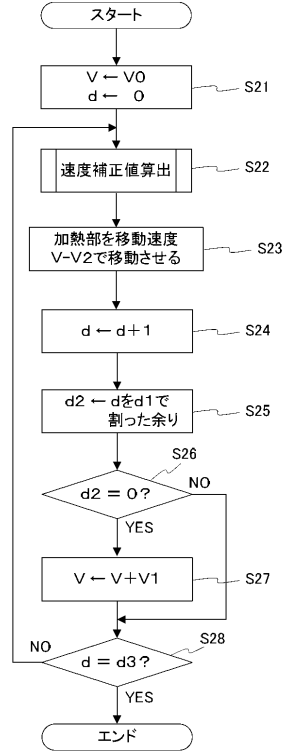 スタート
V ← V0
d ← 0
S21
速度補正値算出
S22
加熱部を移動速度
V-V2で移動させる
S23
d ← d+1
S24
d2 ← dをd1で
割った余り
S25
S26
d2 = 0?
NO
YES
V ← V+V1
S27
S28
NO
d = d3?
YES
エンド